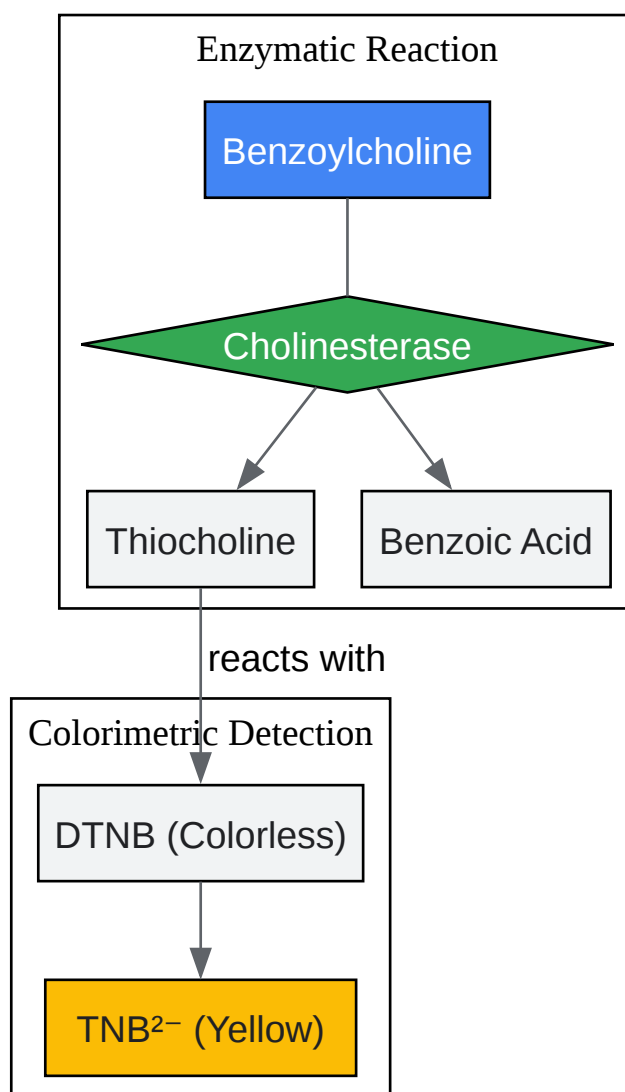 Enzymatic Reaction
Benzoylcholine
Cholinesterase
Thiocholine
Benzoic Acid
reacts with
Colorimetric Detection
DTNB (Colorless)
TNB²⁻ (Yellow)